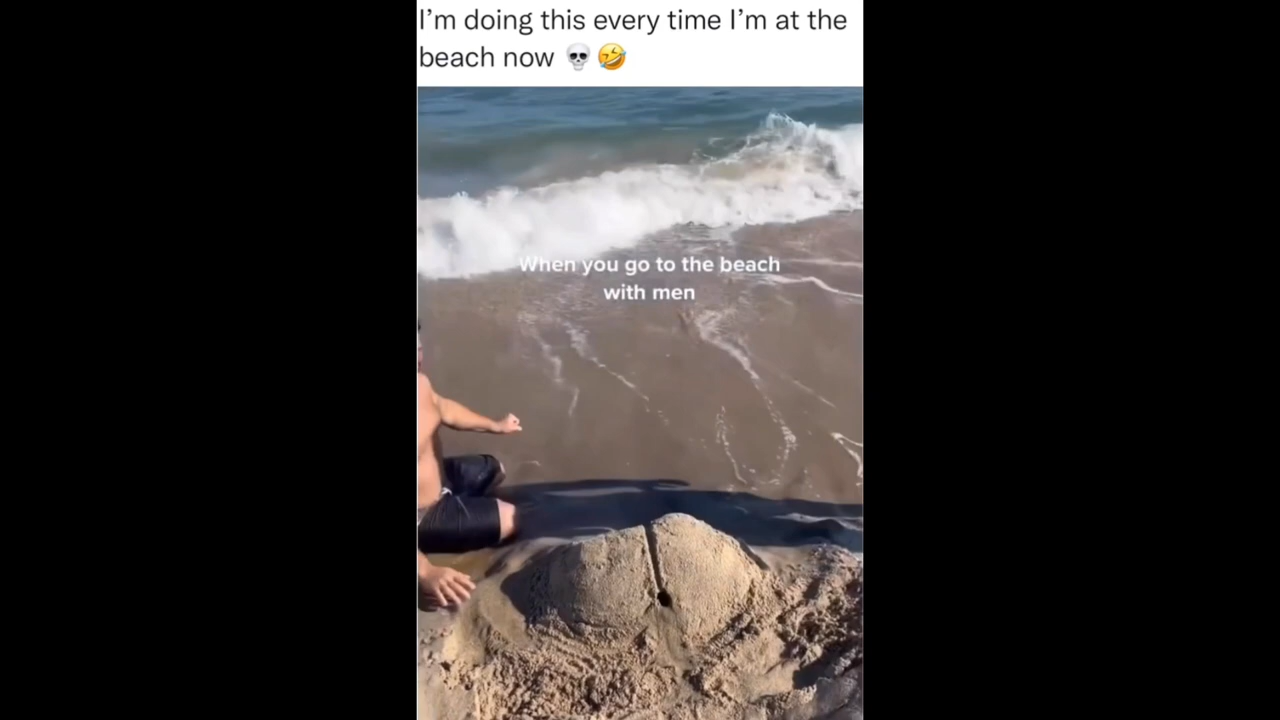 I’m doing this every time I’m at the
beach now 💀🤣
When you go to the beach
with men